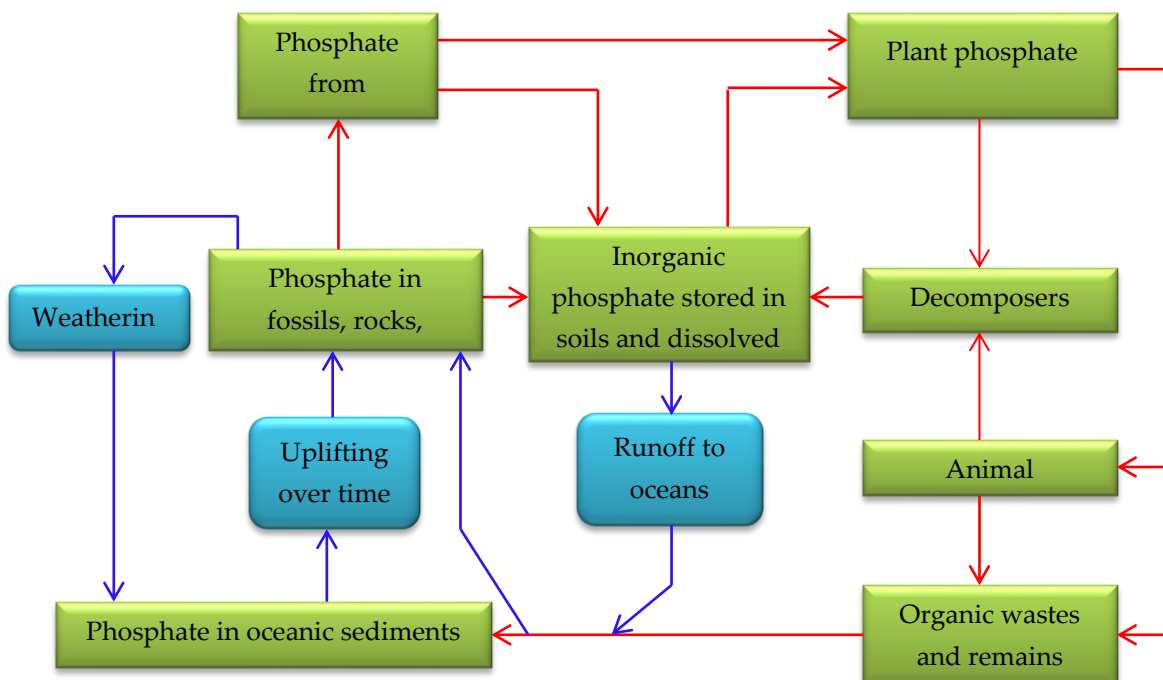 Phosphate
from
Plant phosphate
Inorganic
phosphate stored in
soils and dissolved
Phosphate in
fossils, rocks,
Decomposers
Weatherin
Uplifting
over time
Runoff to
oceans
Animal
Phosphate in oceanic sediments
Organic wastes
and remains